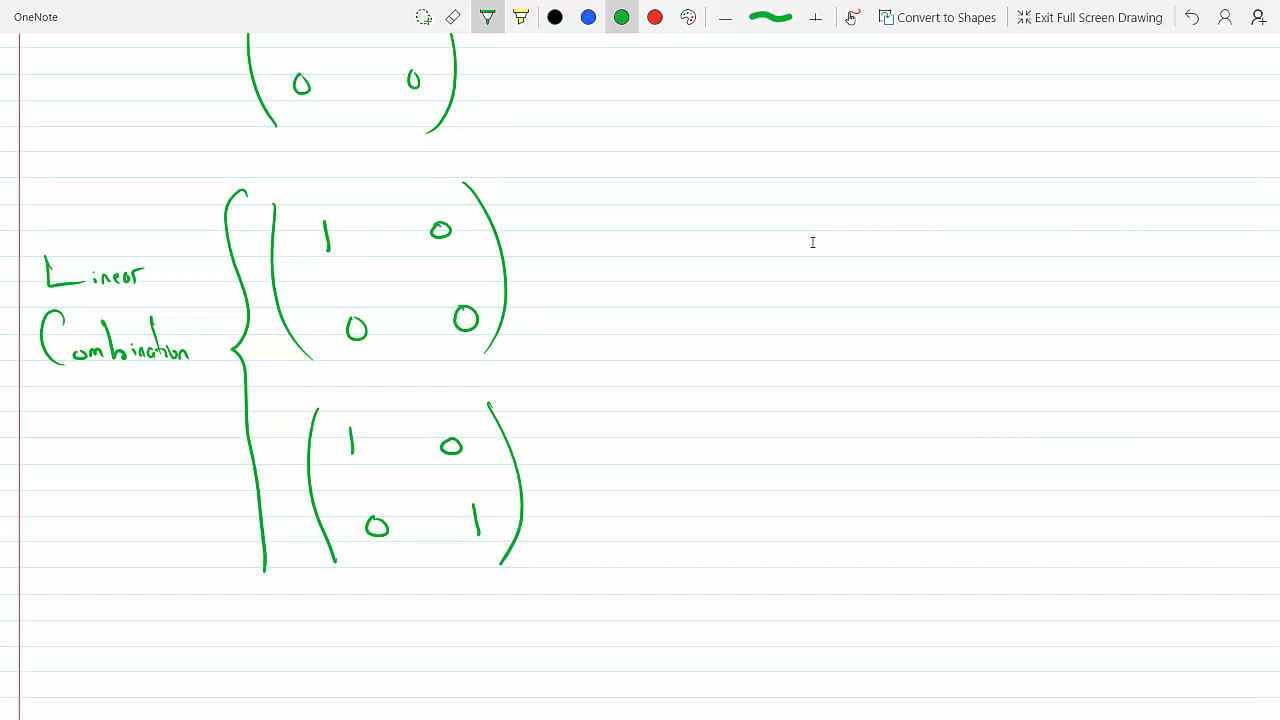 OneNote
Convert to Shapes
Exit Full Screen Drawing
0 0
1 0
0 0
Linear
Combination
1 0
0 1